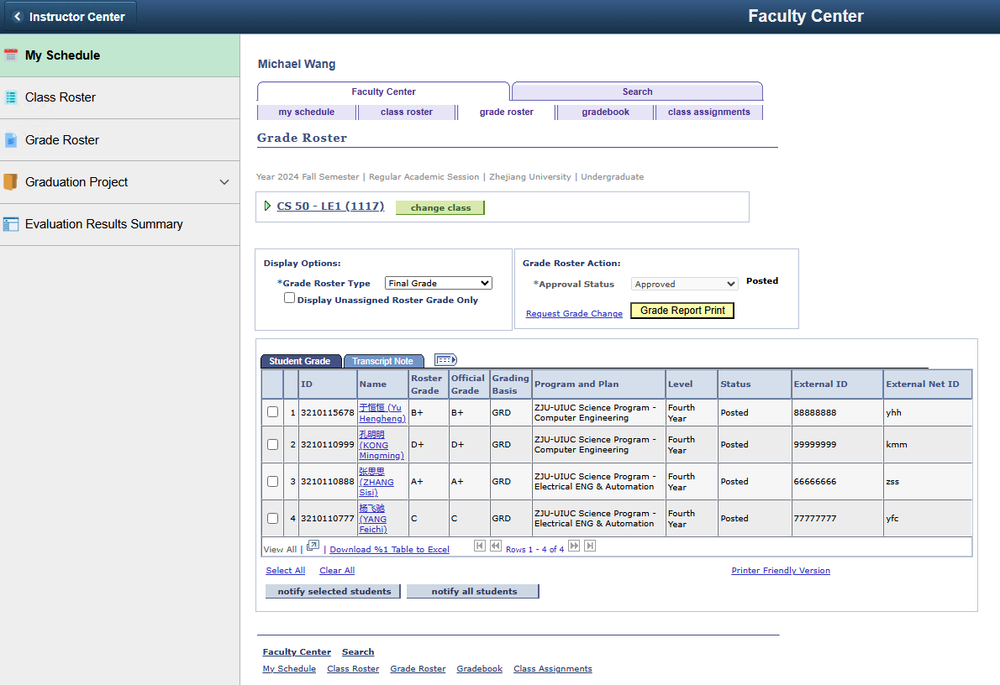 Instructor Center
Faculty Center
My Schedule
Class Roster
Grade Roster
Graduation Project
Evaluation Results Summary
Michael Wang
Faculty Center Search
my schedule class roster grade roster gradebook class assignments
Grade Roster
Year 2024 Fall Semester | Regular Academic Session | Zhejiang University | Undergraduate
CS 50 - LE1 (1117) change class
Display Options:
*Grade Roster Type Final Grade
Display Unassigned Roster Grade Only
Grade Roster Action:
*Approval Status Approved Posted
Request Grade Change Grade Report Print
Student Grade Transcript Note
ID Name Roster Grade Official Grade Grading Basis Program and Plan Level Status External ID External Net ID
1 3210115678 于恒恒 (Yu Hengheng) B+ B+ GRD ZJU-UIUC Science Program - Computer Engineering Fourth Year Posted 88888888 yhh
2 3210110999 孔明明 (KONG Mingming) D+ D+ GRD ZJU-UIUC Science Program - Computer Engineering Fourth Year Posted 99999999 kmm
3 3210110888 张思思 (ZHANG Sisi) A+ A+ GRD ZJU-UIUC Science Program - Electrical ENG & Automation Fourth Year Posted 66666666 zss
4 3210110777 杨飞驰 (YANG Feichi) C C GRD ZJU-UIUC Science Program - Electrical ENG & Automation Fourth Year Posted 77777777 yfc
View All | | Download %1 Table to Excel Rows 1 - 4 of 4
Select All Clear All Printer Friendly Version
notify selected students notify all students
Faculty Center Search
My Schedule Class Roster Grade Roster Gradebook Class Assignments